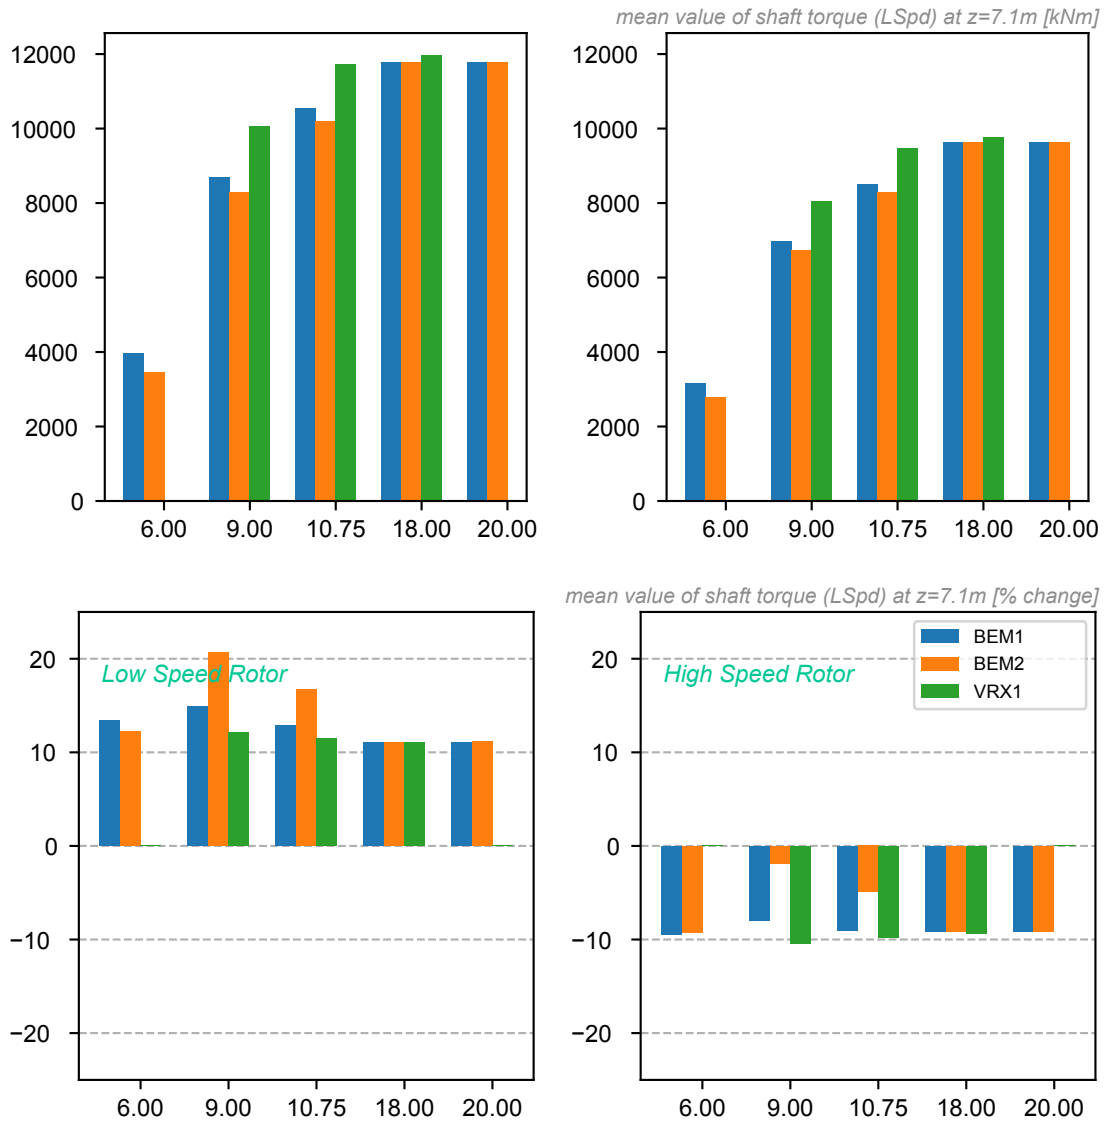 mean value of shaft torque (LSpd) at z=7.1m [kNm]
12000
10000
8000
6000
4000
2000
0
6.00 9.00 10.75 18.00 20.00
12000
10000
8000
6000
4000
2000
0
6.00 9.00 10.75 18.00 20.00
mean value of shaft torque (LSpd) at z=7.1m [% change]
Low Speed Rotor
20
10
0
−10
−20
6.00 9.00 10.75 18.00 20.00
High Speed Rotor
BEM1
BEM2
VRX1
20
10
0
−10
−20
6.00 9.00 10.75 18.00 20.00